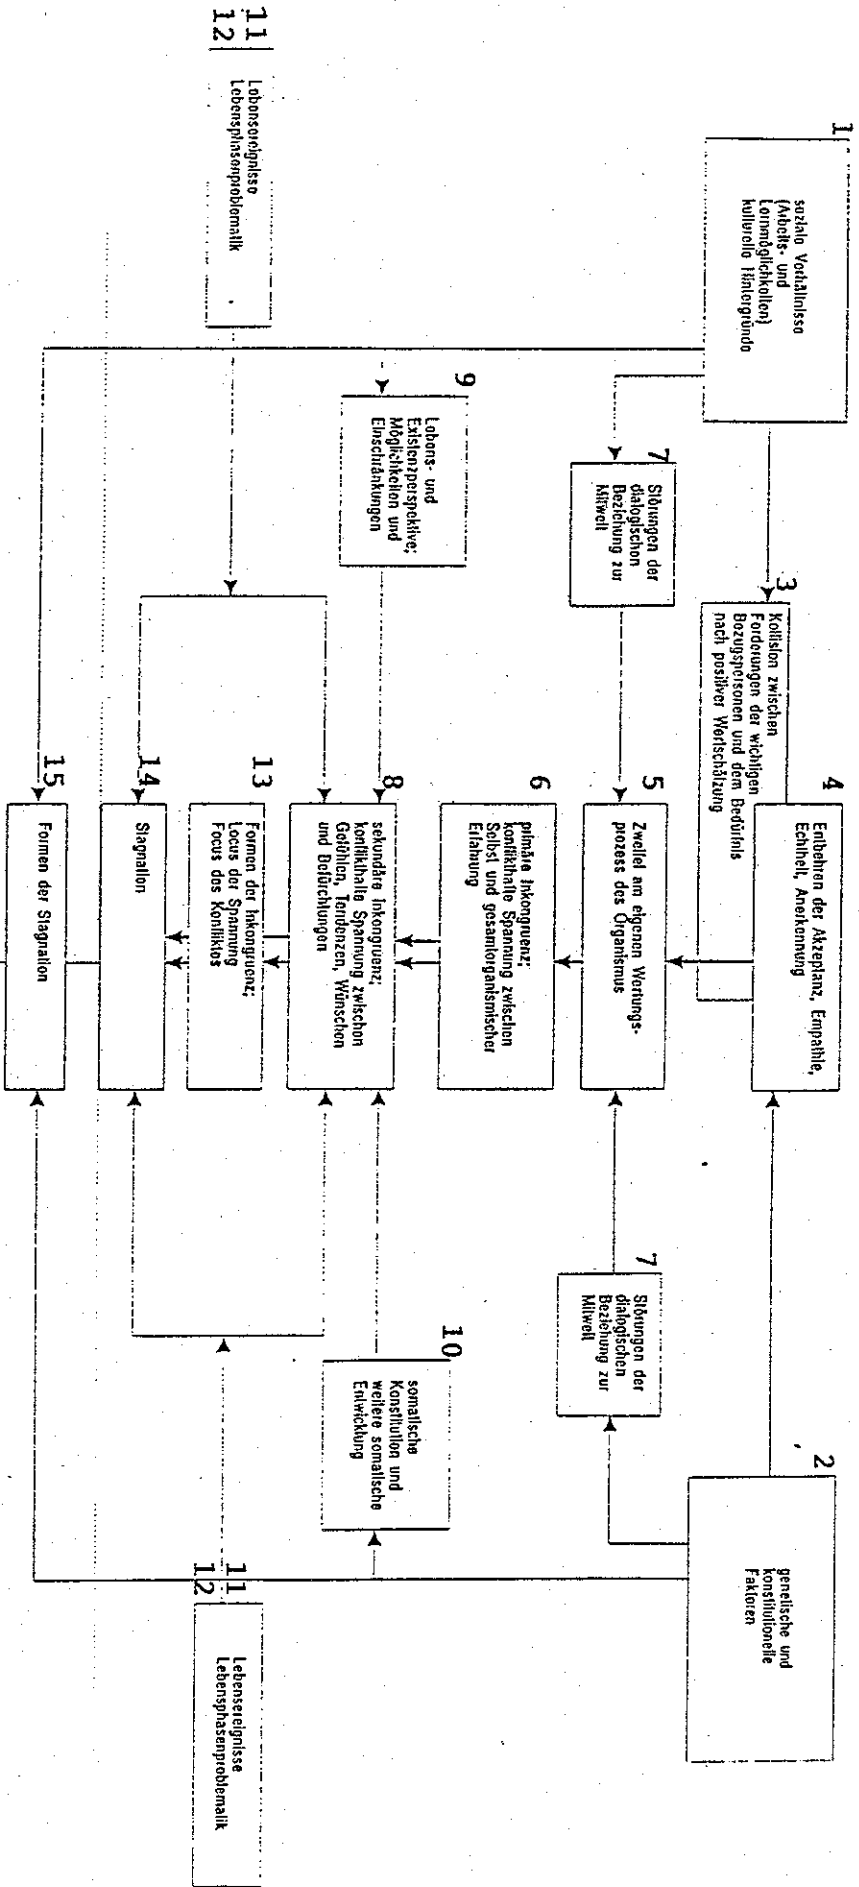 1
soziale Verhältnisse
(Arbeits- und
Lernmöglichkeiten)
kulturelle Hintergründe
2
genetische und
konstitutionelle
Faktoren
3
Kollision zwischen
Forderungen der wichtigen
Bezugspersonen und dem Bedürfnis
nach positiver Wertschätzung
4
Entbehren der Akzeptanz, Empathie,
Echtheit, Anerkennung
7
Störungen der
dialogischen
Beziehung zur
Mitwelt
5
Zweifel am eigenen Wertungs-
prozess des Organismus
7
Störungen der
dialogischen
Beziehung zur
Mitwelt
6
primäre Inkongruenz;
konflikthafte Spannung zwischen
Selbst und gesamtorganismischer
Erfahrung
9
Lebens- und
Existenzperspektive;
Möglichkeiten und
Einschränkungen
8
sekundäre Inkongruenz;
konflikthafte Spannung zwischen
Gefühlen, Tendenzen, Wünschen
und Befürchtungen
10
somatische
Konstitution und
weitere somatische
Entwicklung
11
12
Lebensereignisse
Lebensphasenproblematik
13
Formen der Inkongruenz;
Locus der Spannung
Focus des Konfliktes
11
12
Lebensereignisse
Lebensphasenproblematik
14
Stagnation
15
Formen der Stagnation